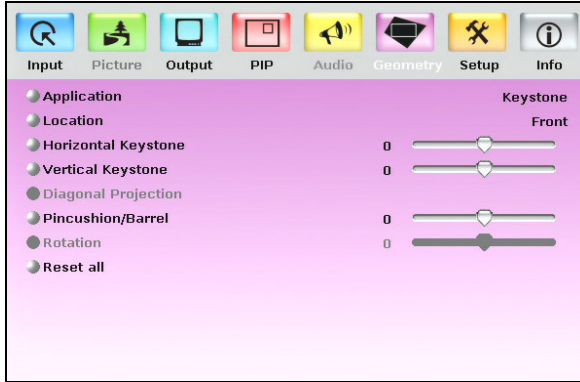 Input Picture Output PIP Audio Geometry Setup Info
Application Keystone
Location Front
Horizontal Keystone 0
Vertical Keystone 0
Diagonal Projection
Pincushion/Barrel 0
Rotation 0
Reset all